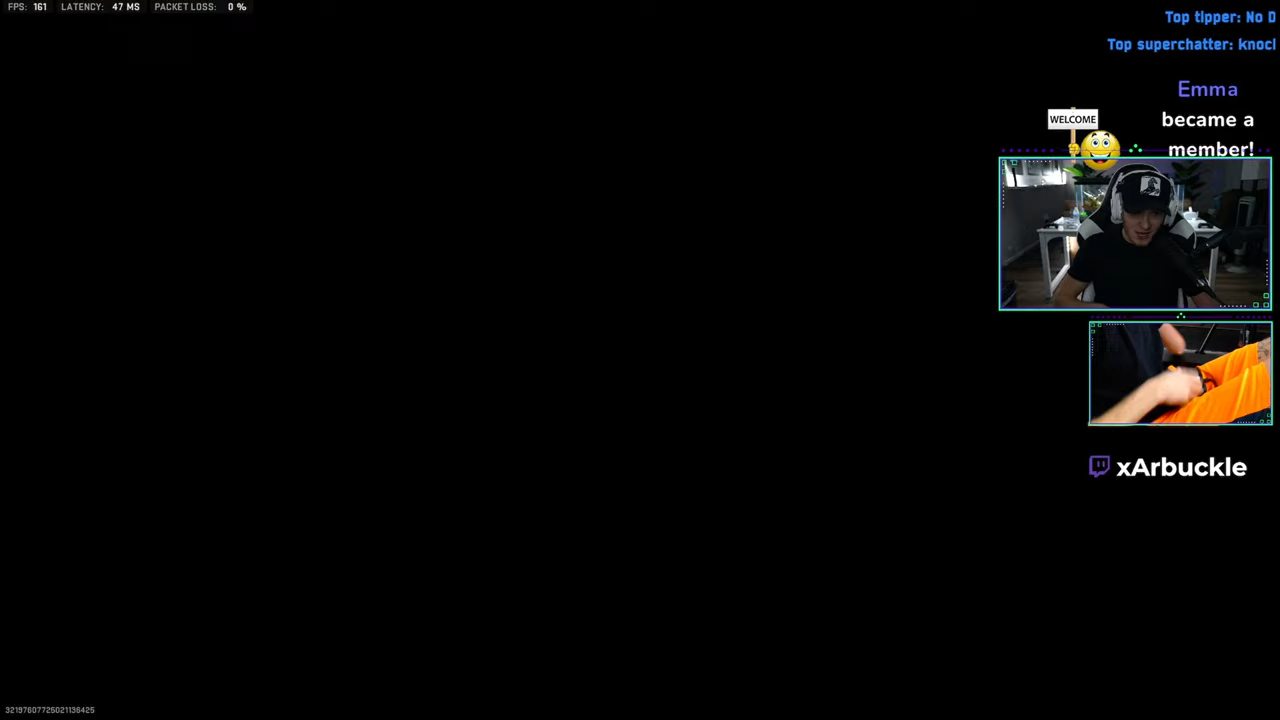 FPS: 161 LATENCY: 47 MS PACKET LOSS: 0 %
Top tipper: No D
Top superchatter: knocl
Emma
became a
member!
WELCOME
xArbuckle
32197607725021136425